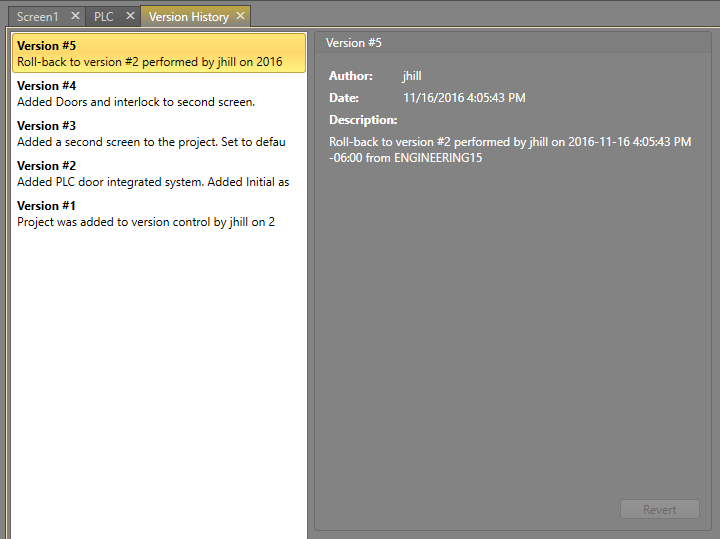 Screen1 PLC Version History
Version #5
Roll-back to version #2 performed by jhill on 2016
Version #4
Added Doors and interlock to second screen.
Version #3
Added a second screen to the project. Set to defau
Version #2
Added PLC door integrated system. Added Initial as
Version #1
Project was added to version control by jhill on 2
Version #5
Author: jhill
Date: 11/16/2016 4:05:43 PM
Description:
Roll-back to version #2 performed by jhill on 2016-11-16 4:05:43 PM
-06:00 from ENGINEERING15
Revert